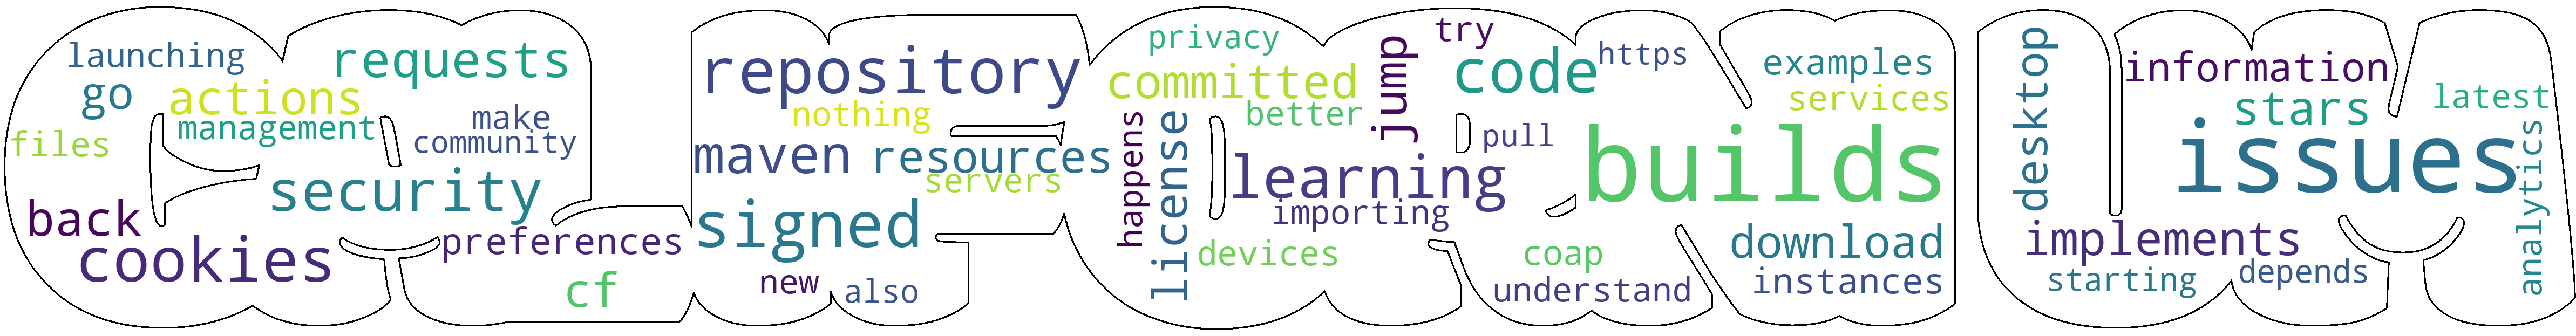 launching
requests
go
actions
make
management
community
files
security
back
cookies
preferences
cf
repository
nothing
maven
resources
servers
signed
new
also
privacy
try
committed
jump
code
https
better
happens
license
pull
learning
importing
devices
coap
understand
examples
services
builds
download
instances
desktop
information
stars
latest
issues
analytics
implements
starting
depends